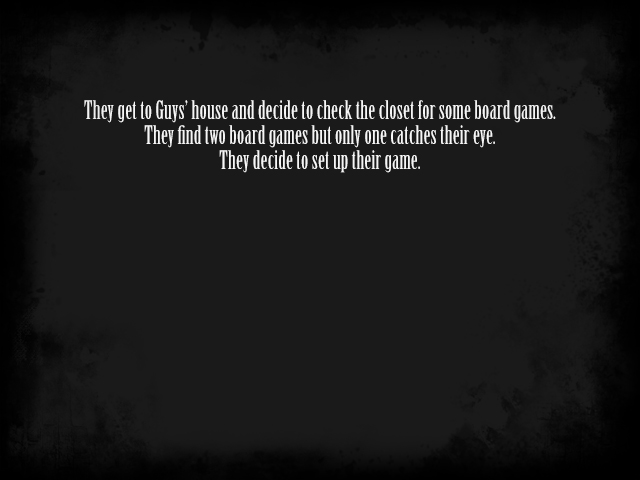 They get to Guys’ house and decide to check the closet for some board games.
They find two board games but only one catches their eye.
They decide to set up their game.